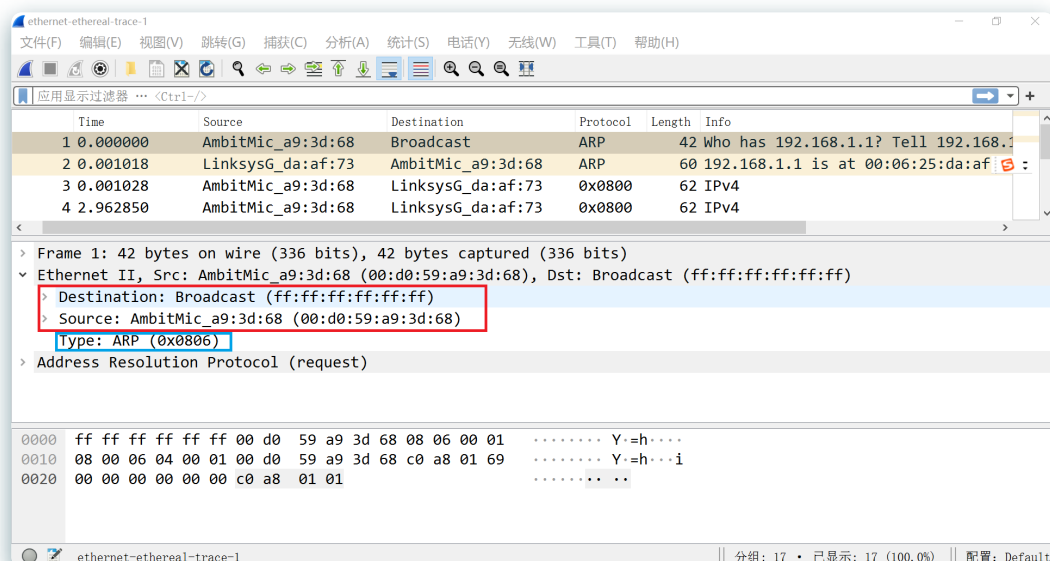 ethernet-ethereal-trace-1
文件(F) 编辑(E) 视图(V) 跳转(G) 捕获(C) 分析(A) 统计(S) 电话(Y) 无线(W) 工具(T) 帮助(H)
应用显示过滤器 ··· <Ctrl-/>
Time Source Destination Protocol Length Info
1 0.000000 AmbitMic_a9:3d:68 Broadcast ARP 42 Who has 192.168.1.1? Tell 192.168.1
2 0.001018 LinksysG_da:af:73 AmbitMic_a9:3d:68 ARP 60 192.168.1.1 is at 00:06:25:da:af
3 0.001028 AmbitMic_a9:3d:68 LinksysG_da:af:73 0x0800 62 IPv4
4 2.962850 AmbitMic_a9:3d:68 LinksysG_da:af:73 0x0800 62 IPv4
Frame 1: 42 bytes on wire (336 bits), 42 bytes captured (336 bits)
Ethernet II, Src: AmbitMic_a9:3d:68 (00:d0:59:a9:3d:68), Dst: Broadcast (ff:ff:ff:ff:ff:ff)
Destination: Broadcast (ff:ff:ff:ff:ff:ff)
Source: AmbitMic_a9:3d:68 (00:d0:59:a9:3d:68)
Type: ARP (0x0806)
Address Resolution Protocol (request)
0000 ff ff ff ff ff ff 00 d0 59 a9 3d 68 08 06 00 01 ········ Y·=h····
0010 08 00 06 04 00 01 00 d0 59 a9 3d 68 c0 a8 01 69 ········ Y·=h···i
0020 00 00 00 00 00 00 c0 a8 01 01 ········ ··
ethernet-ethereal-trace-1 分组: 17 • 已显示: 17 (100.0%) 配置: Default